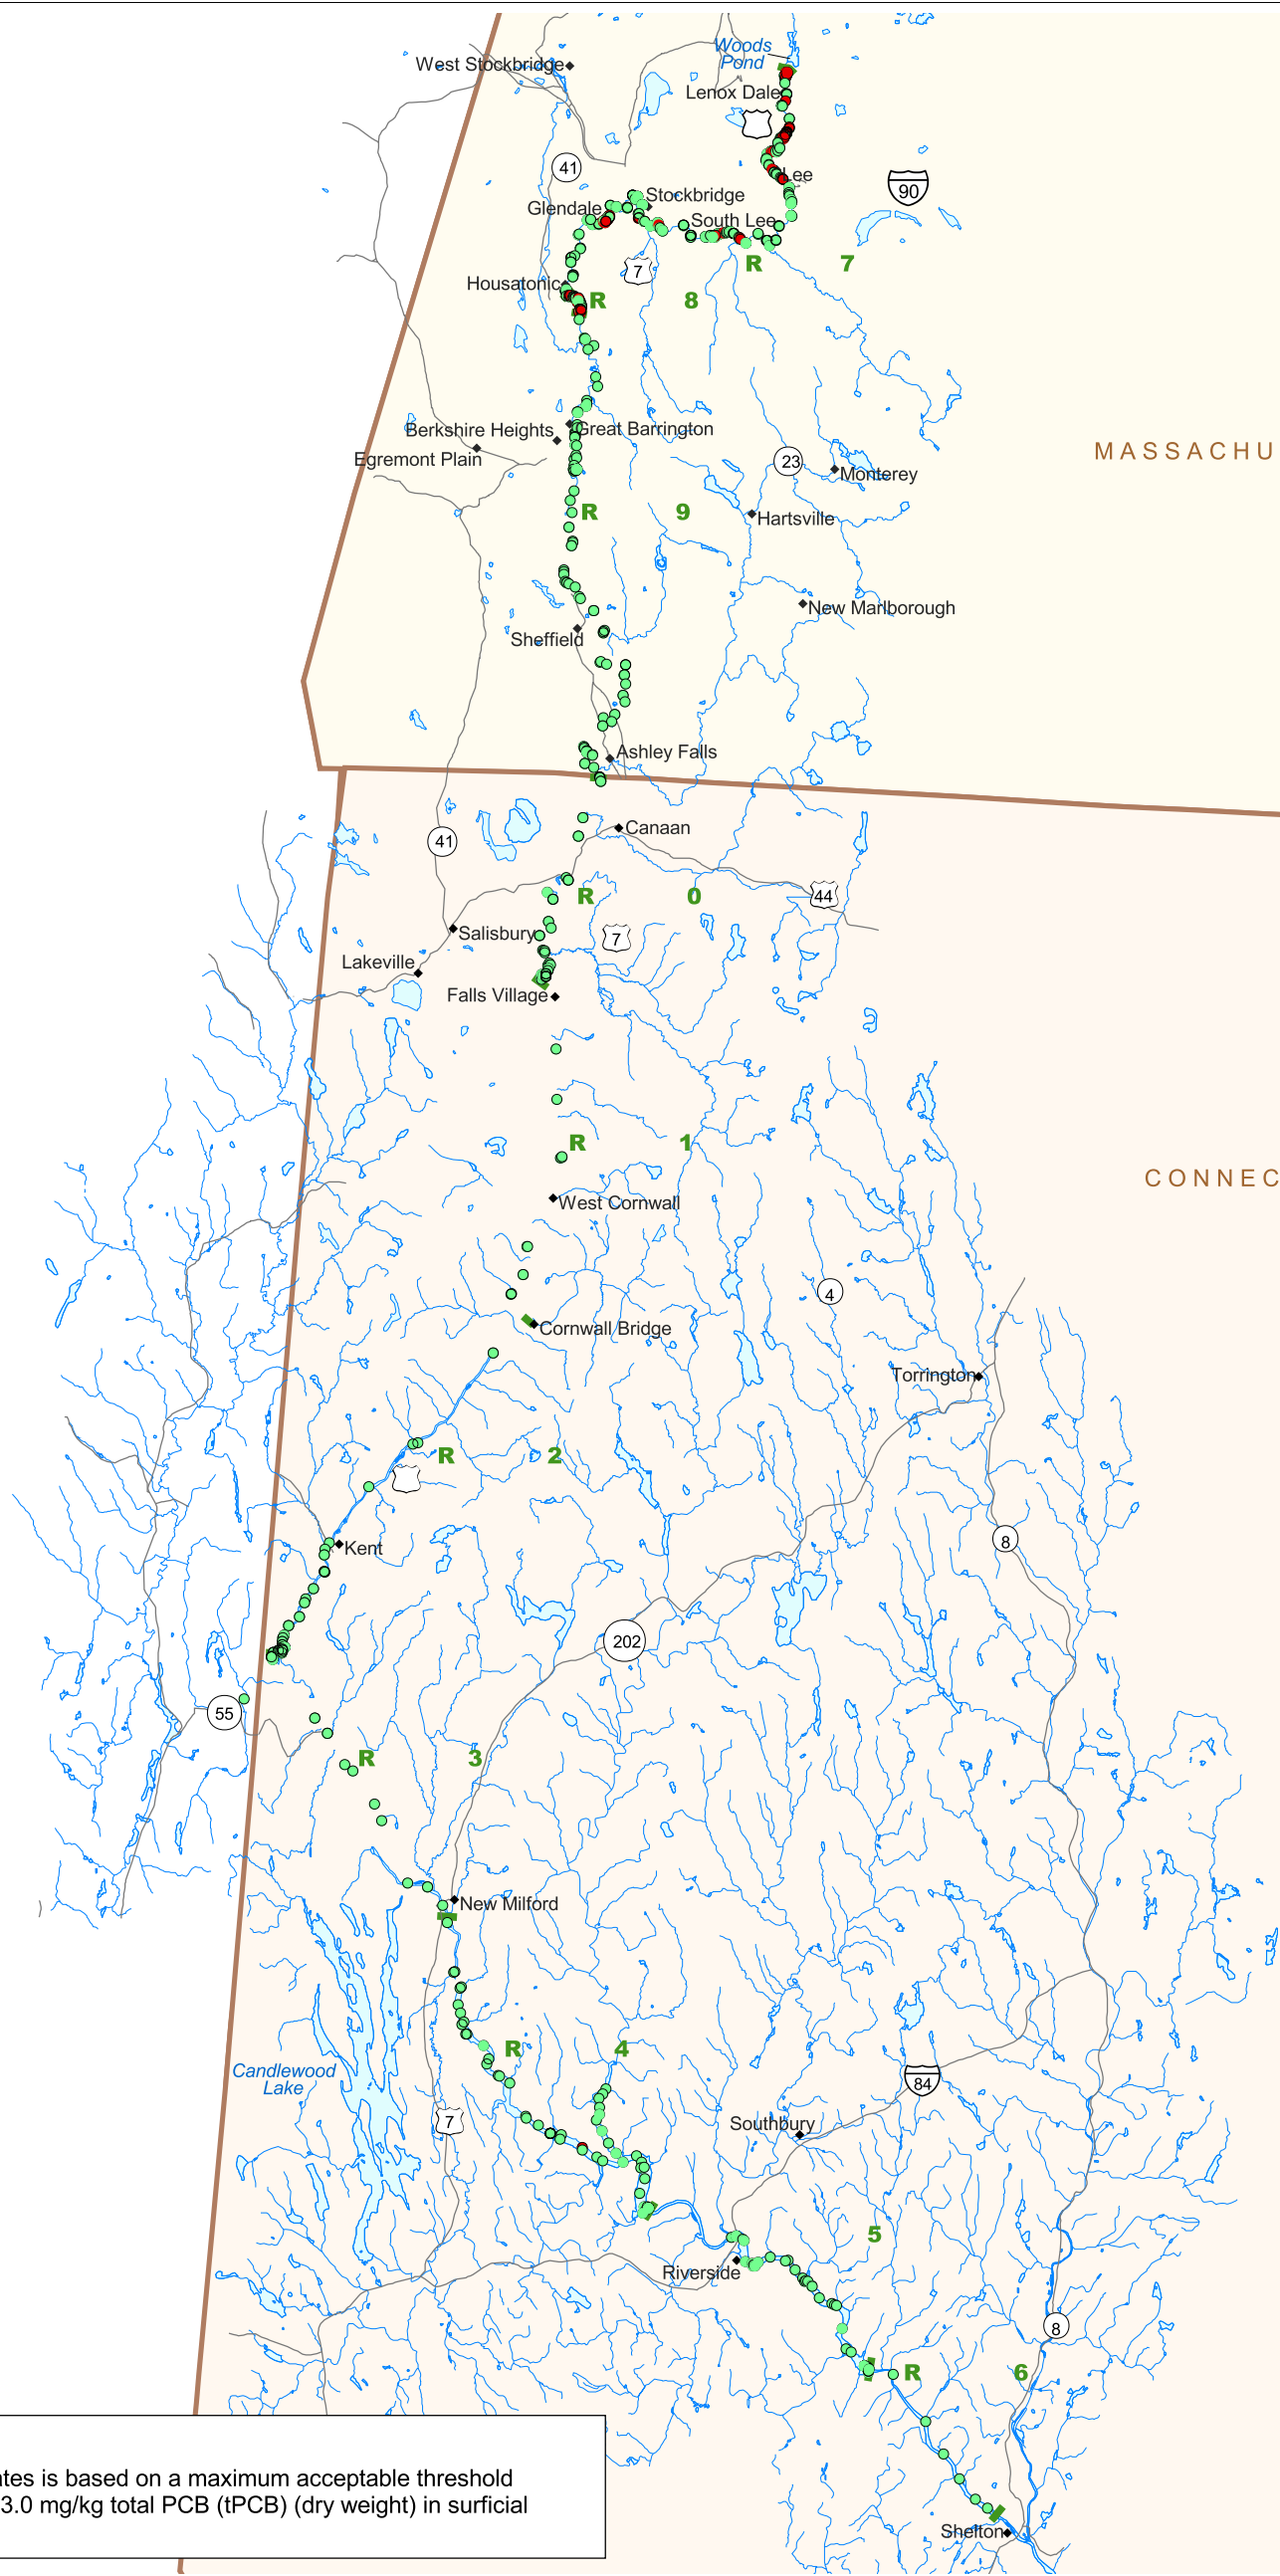 Woods
Pond
West Stockbridge
Lenox Dale
41
Lee
90
Stockbridge
Glendale
South Lee
R 7
7
Housatonic
R 8
Great Barrington
Berkshire Heights
Egremont Plain
MASSACHU
23
Monterey
R 9
Hartsville
New Marlborough
Sheffield
Ashley Falls
Canaan
41
R 0
44
7
Salisbury
Lakeville
Falls Village
R 1
CONNEC
West Cornwall
4
Cornwall Bridge
Torrington
R 2
8
Kent
202
55
R 3
New Milford
R 4
Candlewood
Lake
84
7
Southbury
5
Riverside
8
R 6
ates is based on a maximum acceptable threshold
3.0 mg/kg total PCB (tPCB) (dry weight) in surficial
Shelton